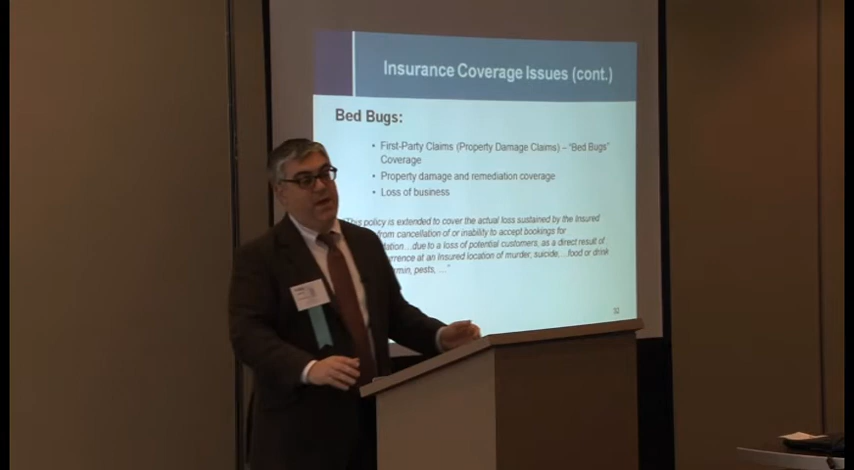 Insurance Coverage Issues (cont.)
Bed Bugs:
• First-Party Claims (Property Damage Claims) – "Bed Bugs"
Coverage
• Property damage and remediation coverage
• Loss of business
This policy is extended to cover the actual loss sustained by the Insured
from cancellation of or inability to accept bookings for
…due to a loss of potential customers, as a direct result of
at an Insured location of murder, suicide,…food or drink
pests, …"
32